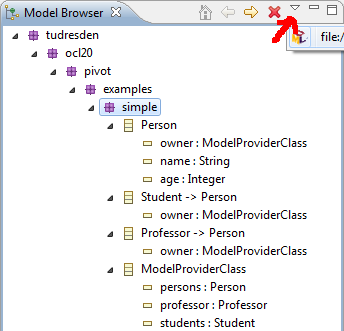 Model Browser
file:/
tudresden
ocl20
pivot
examples
simple
Person
owner : ModelProviderClass
name : String
age : Integer
Student -> Person
owner : ModelProviderClass
Professor -> Person
owner : ModelProviderClass
ModelProviderClass
persons : Person
professor : Professor
students : Student